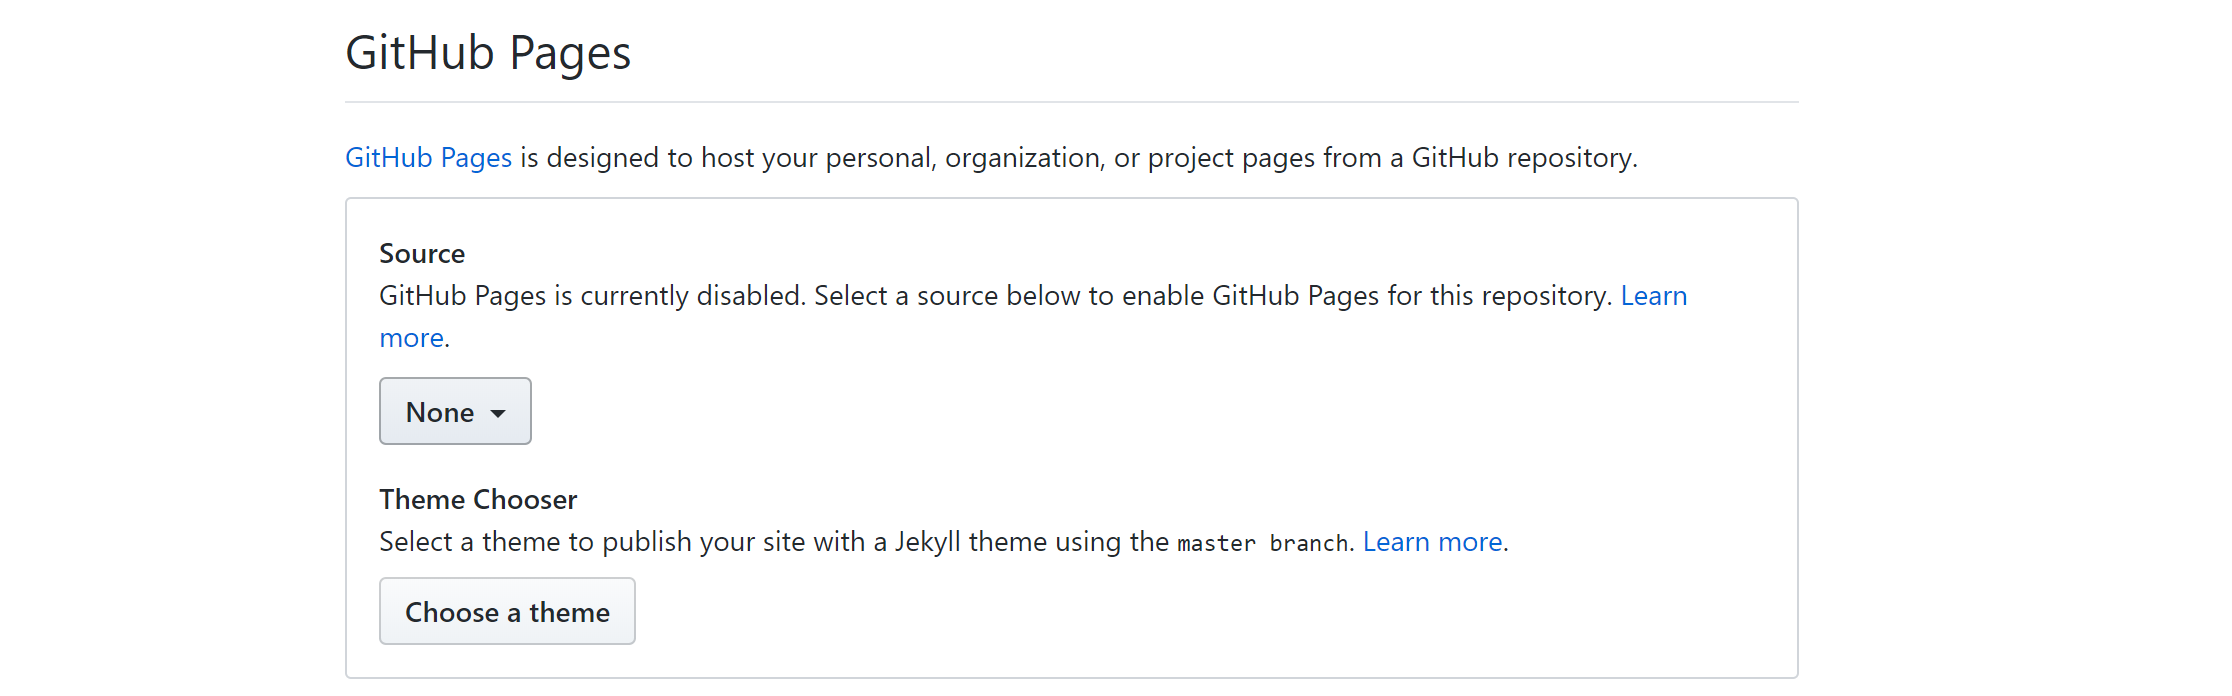 GitHub Pages
GitHub Pages is designed to host your personal, organization, or project pages from a GitHub repository.
Source
GitHub Pages is currently disabled. Select a source below to enable GitHub Pages for this repository. Learn
more.
None
Theme Chooser
Select a theme to publish your site with a Jekyll theme using the master branch. Learn more.
Choose a theme